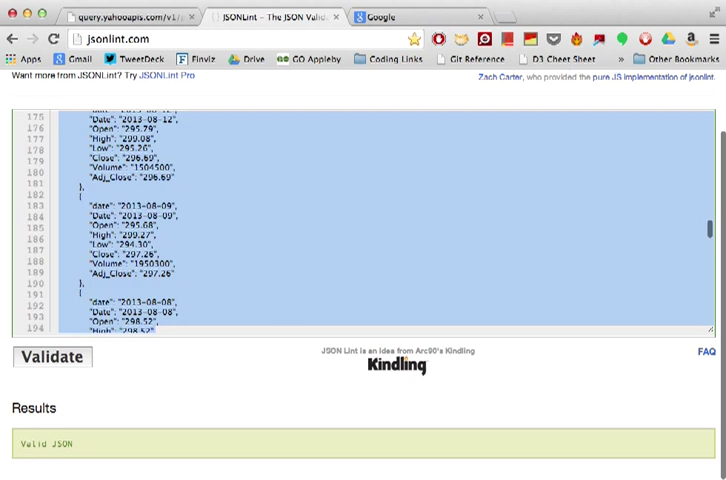 query.yahooapis.com/v1/
JSONLint - The JSON Valid
Google
jsonlint.com
Apps
Gmail
TweetDeck
Finviz
Drive
GO Appleby
Coding Links
Git Reference
D3 Cheet Sheet
»
Other Bookmarks
Want more from JSONLint? Try JSONLint Pro
Zach Carter, who provided the pure JS implementation of jsonlint.
175
176 "Date": "2013-08-12",
177 "Open": "295.79",
178 "High": "299.08",
179 "Low": "295.26",
180 "Close": "296.69",
181 "Volume": "1504500",
182 "Adj_Close": "296.69"
},
{
183 "date": "2013-08-09",
184 "Date": "2013-08-09",
185 "Open": "295.68",
186 "High": "299.27",
187 "Low": "294.30",
188 "Close": "297.26",
189 "Volume": "1950300",
190 "Adj_Close": "297.26"
191 },
{
192 "date": "2013-08-08",
193 "Date": "2013-08-08",
194 "Open": "298.52",
"High": "298.52"
Validate
JSON Lint is an idea from Arc90's Kindling
Kindling
FAQ
Results
Valid JSON